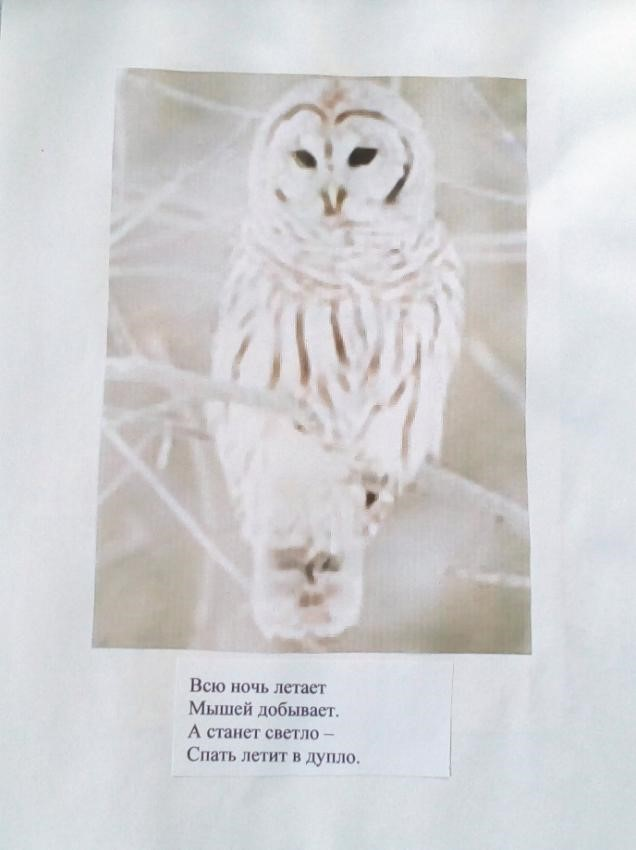 Всю ночь летает
Мышей добывает.
А станет светло –
Спать летит в дупло.